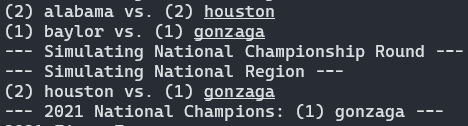 (2) alabama vs. (2) houston
(1) baylor vs. (1) gonzaga
--- Simulating National Championship Round ---
--- Simulating National Region ---
(2) houston vs. (1) gonzaga
--- 2021 National Champions: (1) gonzaga ---